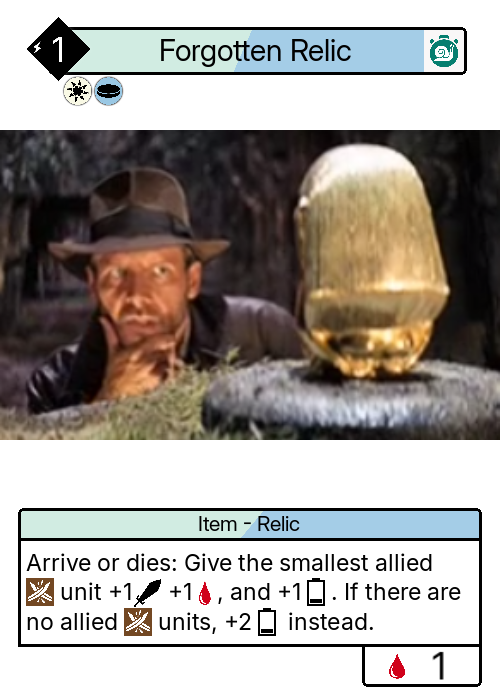 1
Forgotten Relic
Item - Relic
Arrive or dies: Give the smallest allied
unit +1 +1 , and +1 . If there are
no allied units, +2 instead.
1